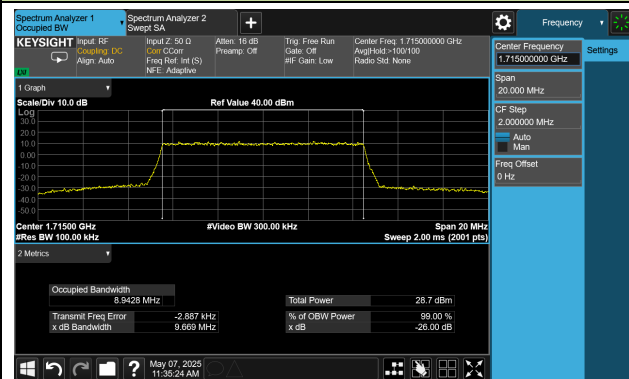 Spectrum Analyzer 1
Occupied BW
Spectrum Analyzer 2
Swept SA
Frequency
KEYSIGHT
Input: RF
Coupling: DC
Align: Auto
Input Z: 50 Ω
Corr CCorr
Freq Ref: Int (S)
NFE: Adaptive
Atten: 16 dB
Preamp: Off
Trig: Free Run
Gate: Off
#IF Gain: Low
Center Freq: 1.715000000 GHz
Avg|Hold:>100/100
Radio Std: None
Center Frequency
1.715000000 GHz
Settings
Span
20.000 MHz
CF Step
2.000000 MHz
Auto
Man
Freq Offset
0 Hz
1 Graph
Scale/Div 10.0 dB
Ref Value 40.00 dBm
Log
30.0
20.0
10.0
0.00
-10.0
-20.0
-30.0
-40.0
-50.0
Center 1.71500 GHz
#Video BW 300.00 kHz
Span 20 MHz
#Res BW 100.00 kHz
Sweep 2.00 ms (2001 pts)
2 Metrics
Occupied Bandwidth
8.9428 MHz
Total Power
28.7 dBm
Transmit Freq Error
-2.887 kHz
% of OBW Power
99.00 %
x dB Bandwidth
9.669 MHz
x dB
-26.00 dB
May 07, 2025
11:35:24 AM